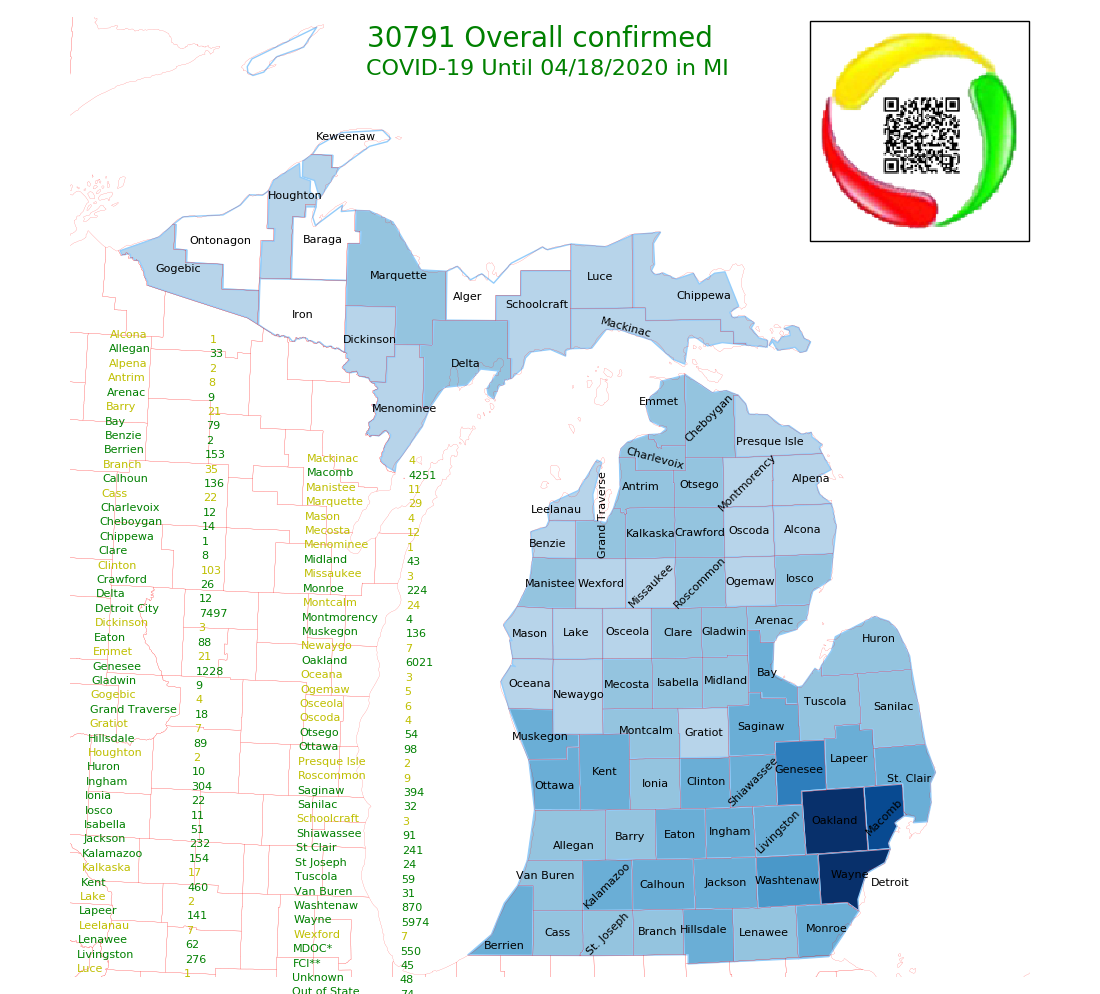 30791 Overall confirmed
COVID-19 Until 04/18/2020 in MI
Keweenaw
Houghton
Ontonagon
Baraga
Gogebic
Marquette
Alger
Luce
Chippewa
Schoolcraft
Iron
Mackinac
Dickinson
Delta
Menominee
Emmet
Cheboygan
Presque Isle
Charlevoix
Antrim
Otsego
Montmorency
Alpena
Leelanau
Grand Traverse
Benzie
Kalkaska
Crawford
Oscoda
Alcona
Manistee
Wexford
Missaukee
Roscommon
Ogemaw
Iosco
Mason
Lake
Osceola
Clare
Gladwin
Arenac
Huron
Oceana
Newaygo
Mecosta
Isabella
Midland
Bay
Tuscola
Sanilac
Muskegon
Montcalm
Gratiot
Saginaw
Ottawa
Kent
Ionia
Clinton
Shiawassee
Genesee
Lapeer
St. Clair
Allegan
Barry
Eaton
Ingham
Livingston
Oakland
Macomb
Van Buren
Kalamazoo
Calhoun
Jackson
Washtenaw
Wayne
Detroit
Berrien
Cass
St. Joseph
Branch
Hillsdale
Lenawee
Monroe
Alcona 1
Allegan 33
Alpena 2
Antrim 8
Arenac 9
Barry 21
Bay 79
Benzie 2
Berrien 153
Branch 35
Calhoun 136
Cass 22
Charlevoix 12
Cheboygan 14
Chippewa 1
Clare 8
Clinton 103
Crawford 26
Delta 12
Detroit City 7497
Dickinson 3
Eaton 88
Emmet 21
Genesee 1228
Gladwin 9
Gogebic 4
Grand Traverse 18
Gratiot 7
Hillsdale 89
Houghton 2
Huron 10
Ingham 304
Ionia 22
Iosco 11
Isabella 51
Jackson 232
Kalamazoo 154
Kalkaska 17
Kent 460
Lake 2
Lapeer 141
Leelanau 7
Lenawee 62
Livingston 276
Luce 1
Mackinac 4
Macomb 4251
Manistee 11
Marquette 29
Mason 4
Mecosta 12
Menominee 1
Midland 43
Missaukee 3
Monroe 224
Montcalm 24
Montmorency 4
Muskegon 136
Newaygo 7
Oakland 6021
Oceana 3
Ogemaw 5
Osceola 6
Oscoda 4
Otsego 54
Ottawa 98
Presque Isle 2
Roscommon 9
Saginaw 394
Sanilac 32
Schoolcraft 3
Shiawassee 91
St Clair 241
St Joseph 24
Tuscola 59
Van Buren 31
Washtenaw 870
Wayne 5974
Wexford 7
MDOC* 550
FCI** 45
Unknown 48
Out of State 74